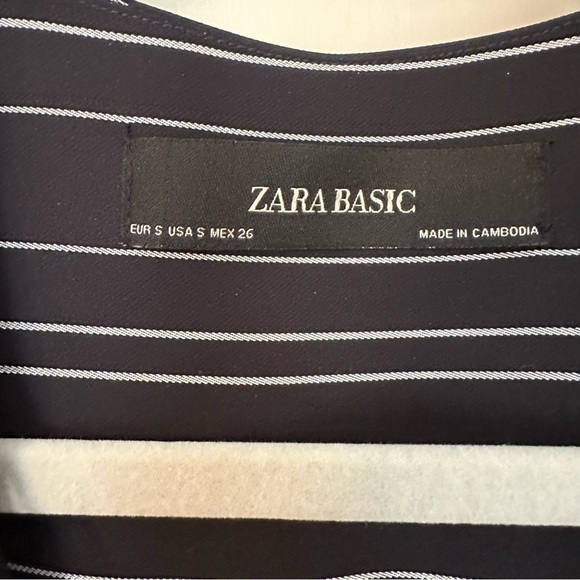 ZARA BASIC
EUR S USA S MEX 26 MADE IN CAMBODIA